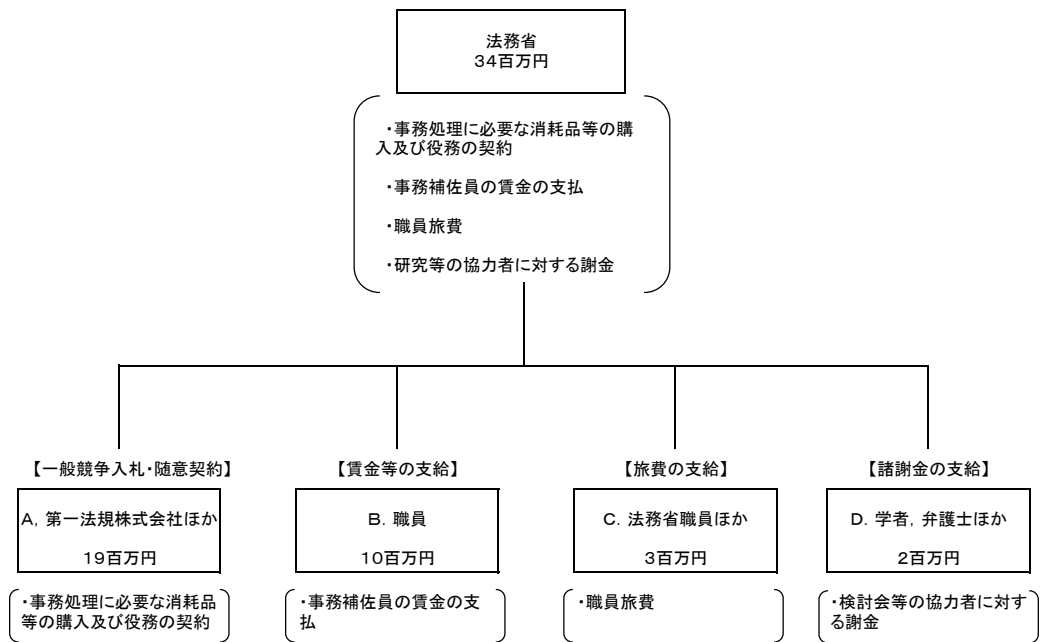 法務省
34百万円
・事務処理に必要な消耗品等の購
入及び役務の契約
・事務補佐員の賃金の支払
・職員旅費
・研究等の協力者に対する謝金
【一般競争入札・随意契約】
A, 第一法規株式会社ほか
19百万円
・事務処理に必要な消耗品
等の購入及び役務の契約
【賃金等の支給】
B. 職員
10百万円
・事務補佐員の賃金の支
払
【旅費の支給】
C. 法務省職員ほか
3百万円
・職員旅費
【諸謝金の支給】
D. 学者, 弁護士ほか
2百万円
・検討会等の協力者に対す
る謝金